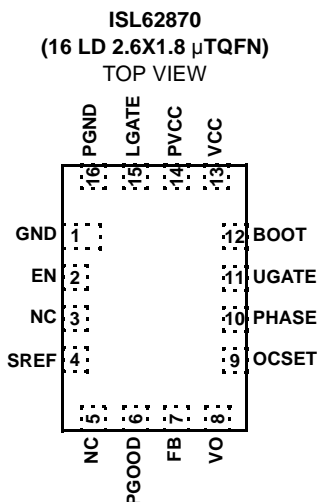 ISL62870
(16 LD 2.6X1.8 µTQFN)
TOP VIEW
PGND
LGATE
PVCC
VCC
16
15
14
13
GND 1
12 BOOT
EN 2
11 UGATE
NC 3
10 PHASE
SREF 4
9 OCSET
5
6
7
8
NC
PGOOD
FB
VO